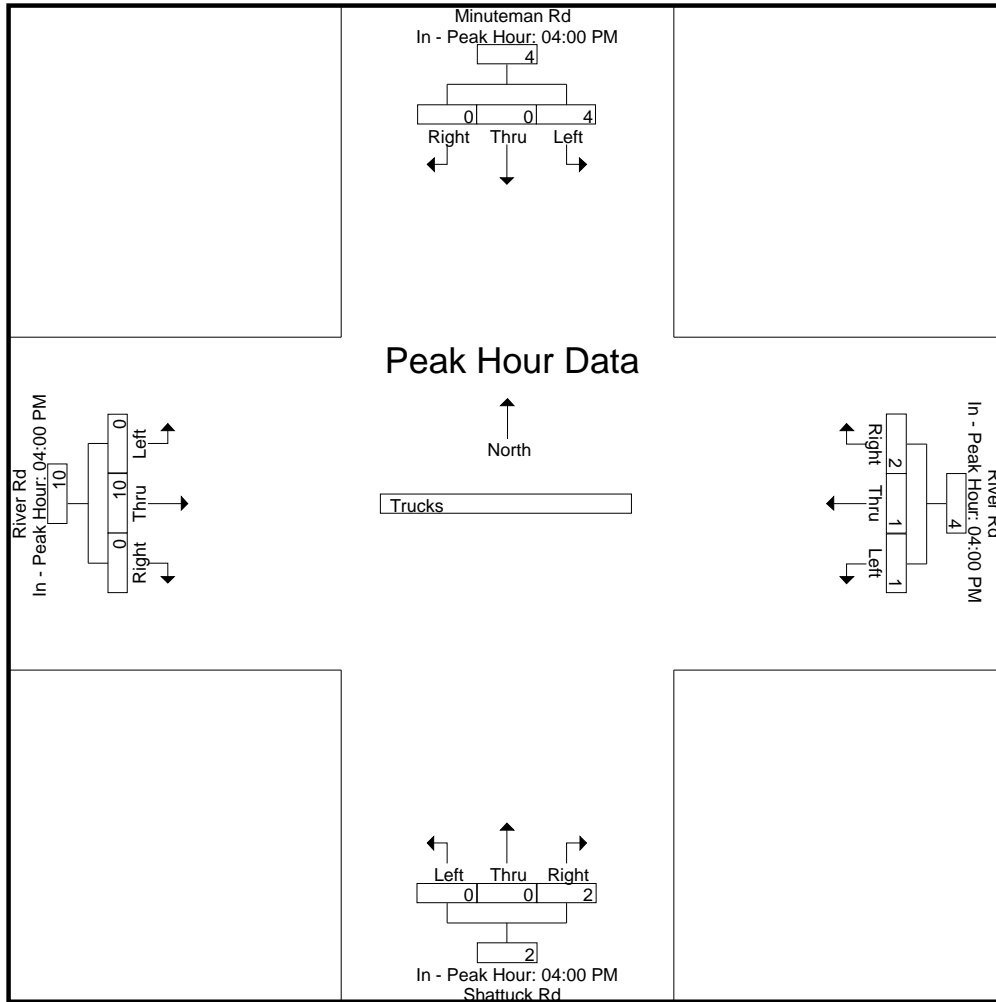 Minuteman Rd
In - Peak Hour: 04:00 PM
4
0 0 4
Right Thru Left
Peak Hour Data
North
Trucks
River Rd
In - Peak Hour: 04:00 PM
10
0 10 0
Left Thru Right
Right Thru Left
2 1 1
4
In - Peak Hour: 04:00 PM
River Rd
Left Thru Right
0 0 2
2
In - Peak Hour: 04:00 PM
Shattuck Rd